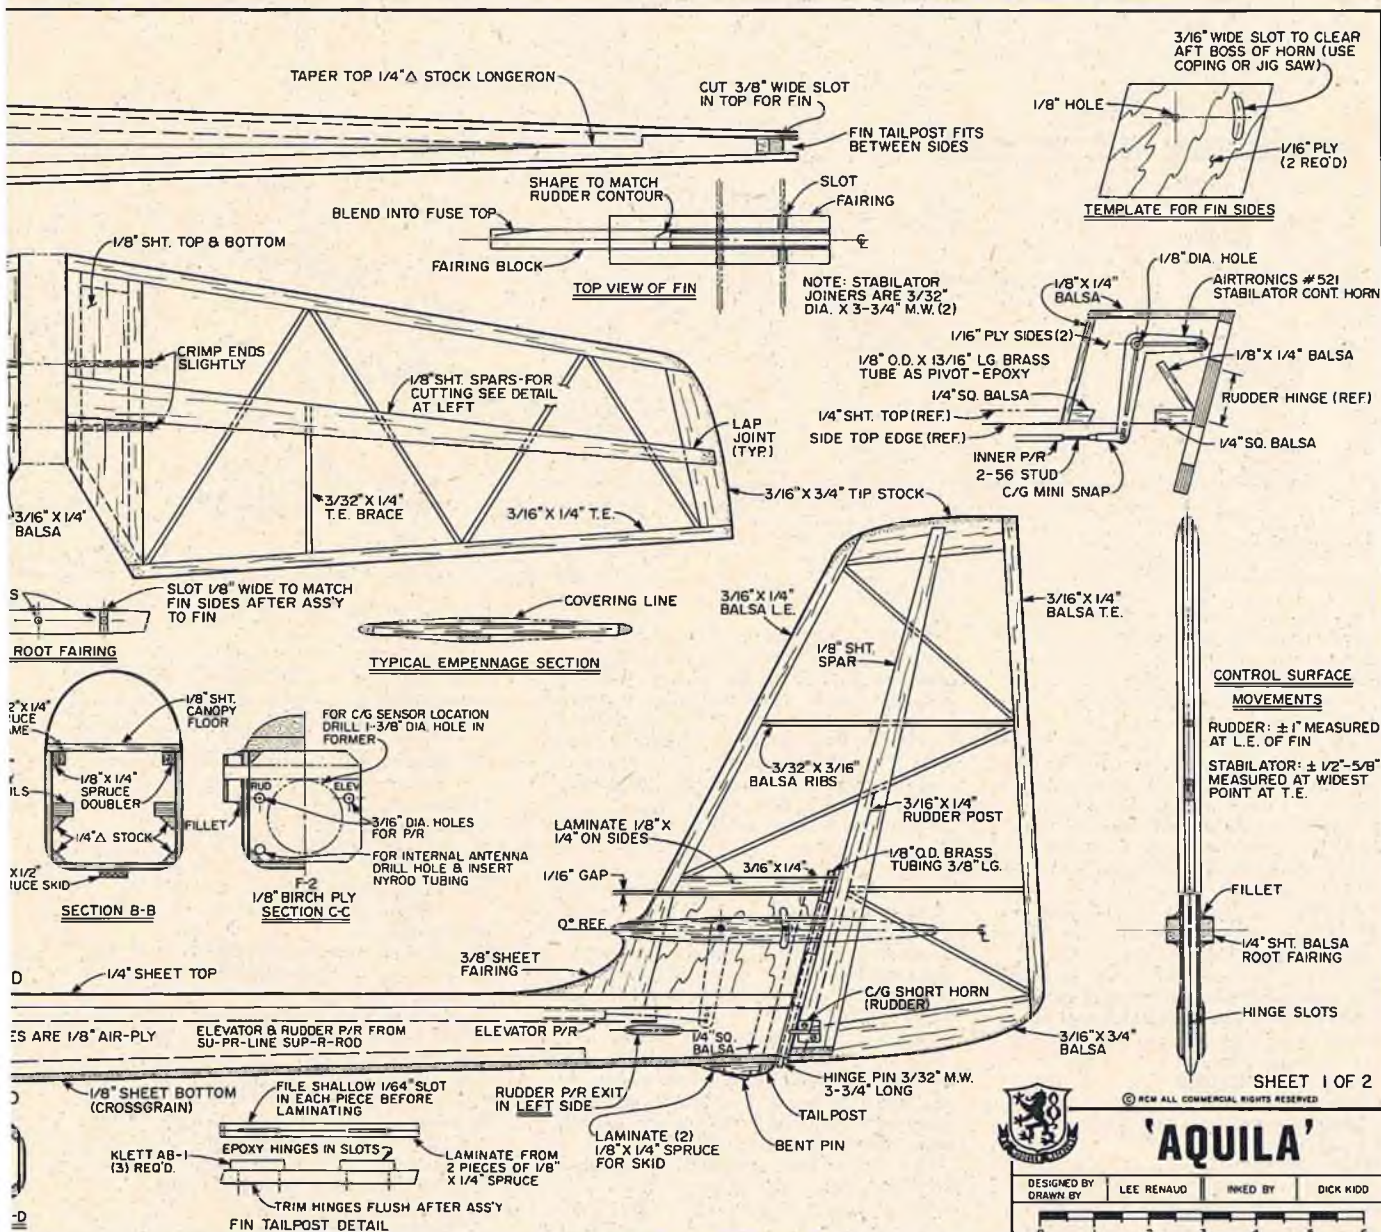 3/16" WIDE SLOT TO CLEAR
AFT BOSS OF HORN (USE
COPING OR JIG SAW)
TAPER TOP 1/4"△ STOCK LONGERON
CUT 3/8" WIDE SLOT
IN TOP FOR FIN
1/8" HOLE
FIN TAILPOST FITS
BETWEEN SIDES
1/16" PLY
(2 REQ'D)
SHAPE TO MATCH
RUDDER CONTOUR
SLOT
FAIRING
BLEND INTO FUSE TOP
TEMPLATE FOR FIN SIDES
1/8" SHT. TOP & BOTTOM
FAIRING BLOCK
℄
TOP VIEW OF FIN
NOTE: STABILATOR
JOINERS ARE 3/32"
DIA. X 3-3/4" M.W. (2)
1/8" DIA. HOLE
1/8" X 1/4"
BALSA
AIRTRONICS #521
STABILATOR CONT. HORN
1/16" PLY SIDES (2)
CRIMP ENDS
SLIGHTLY
1/8" O.D. X 13/16" LG BRASS
TUBE AS PIVOT-EPOXY
1/8" X 1/4" BALSA
1/8" SHT. SPARS-FOR
CUTTING SEE DETAIL
AT LEFT
1/4" SQ. BALSA
RUDDER HINGE (REF.)
1/4" SHT. TOP (REF.)
LAP
JOINT
(TYP.)
SIDE TOP EDGE (REF.)
1/4" SQ. BALSA
INNER P/R
2-56 STUD
C/G MINI SNAP
3/16" X 1/4"
BALSA
3/32" X 1/4"
T.E. BRACE
3/16" X 1/4" T.E.
3/16" X 3/4" TIP STOCK
SLOT 1/8" WIDE TO MATCH
FIN SIDES AFTER ASS'Y
TO FIN
S
ROOT FAIRING
COVERING LINE
TYPICAL EMPENNAGE SECTION
3/16" X 1/4"
BALSA L.E.
3/16" X 1/4"
BALSA T.E.
1/8" SHT.
SPAR
CONTROL SURFACE
MOVEMENTS
RUDDER: ±1" MEASURED
AT L.E. OF FIN
STABILATOR: ± 1/2"-5/8"
MEASURED AT WIDEST
POINT AT T.E.
2" X 1/4"
UCE
AME
1/8" SHT.
CANOPY
FLOOR
FOR C/G SENSOR LOCATION
DRILL 1-3/8" DIA. HOLE IN
FORMER
1/8" X 1/4"
SPRUCE
DOUBLER
RUD
ELEV
3/32" X 3/16"
BALSA RIBS
3/16" X 1/4"
RUDDER POST
Y
ILS
1/4"△ STOCK
FILLET
3/16" DIA. HOLES
FOR P/R
LAMINATE 1/8" X
1/4" ON SIDES
3/16" X 1/4"
1/8" O.D. BRASS
TUBING 3/8" LG.
FOR INTERNAL ANTENNA
DRILL HOLE & INSERT
NYROD TUBING
1/16" GAP
X 1/2"
RUCE SKID
F-2
1/8" BIRCH PLY
SECTION B-B
SECTION C-C
FILLET
0° REF.
℄
1/4" SHT. BALSA
ROOT FAIRING
3/8" SHEET
FAIRING
D
1/4" SHEET TOP
C/G SHORT HORN
(RUDDER)
HINGE SLOTS
ES ARE 1/8" AIR-PLY
ELEVATOR & RUDDER P/R FROM
SU-PR-LINE SUP-R-ROD
ELEVATOR P/R
1/4" SQ.
BALSA
3/16" X 3/4"
BALSA
1/8" SHEET BOTTOM
(CROSSGRAIN)
FILE SHALLOW 1/64" SLOT
IN EACH PIECE BEFORE
LAMINATING
RUDDER P/R EXIT
IN LEFT SIDE
HINGE PIN 3/32" M.W.
3-3/4" LONG
SHEET 1 OF 2
TAILPOST
© RCM ALL COMMERCIAL RIGHTS RESERVED
BENT PIN
LAMINATE (2)
1/8" X 1/4" SPRUCE
FOR SKID
KLETT AB-1
(3) REQ'D.
EPOXY HINGES IN SLOTS
LAMINATE FROM
2 PIECES OF 1/8"
X 1/4" SPRUCE
TRIM HINGES FLUSH AFTER ASS'Y
FIN TAILPOST DETAIL
-D
'AQUILA'
DESIGNED BY
DRAWN BY
LEE RENAUD
INKED BY
DICK KIDD